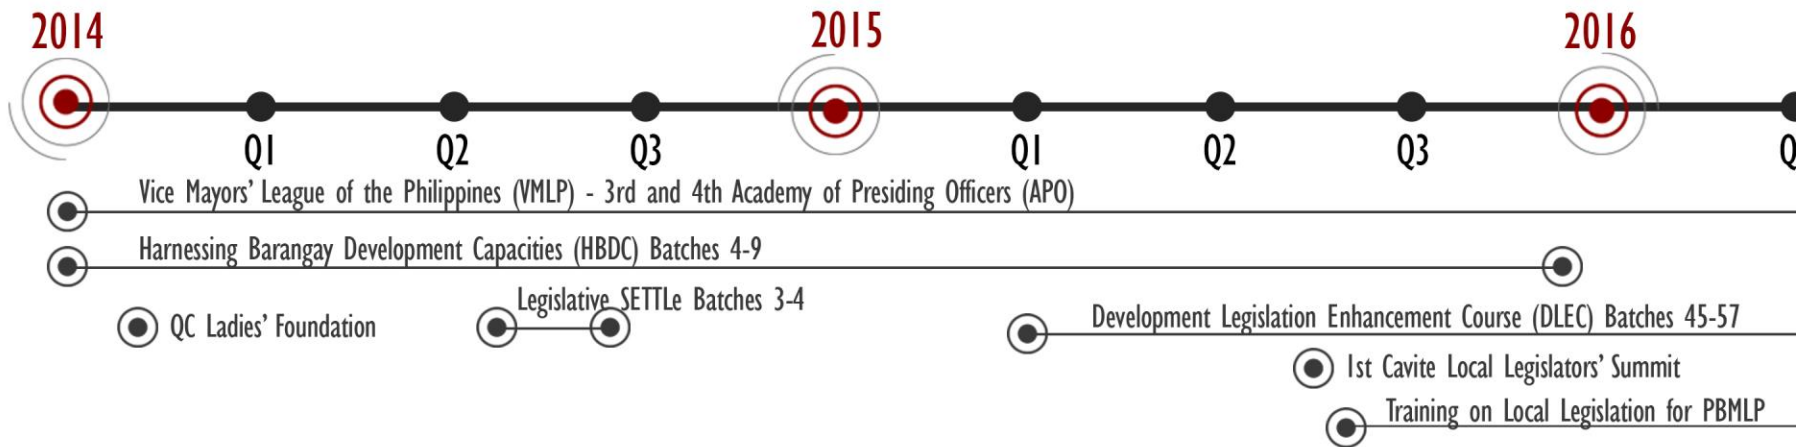 2014 2015 2016
Q1 Q2 Q3 Q1 Q2 Q3 Q
Vice Mayors' League of the Philippines (VMLP) - 3rd and 4th Academy of Presiding Officers (APO)
Harnessing Barangay Development Capacities (HBDC) Batches 4-9
Legislative SETTLe Batches 3-4
QC Ladies' Foundation
Development Legislation Enhancement Course (DLEC) Batches 45-57
1st Cavite Local Legislators' Summit
Training on Local Legislation for PBMLP